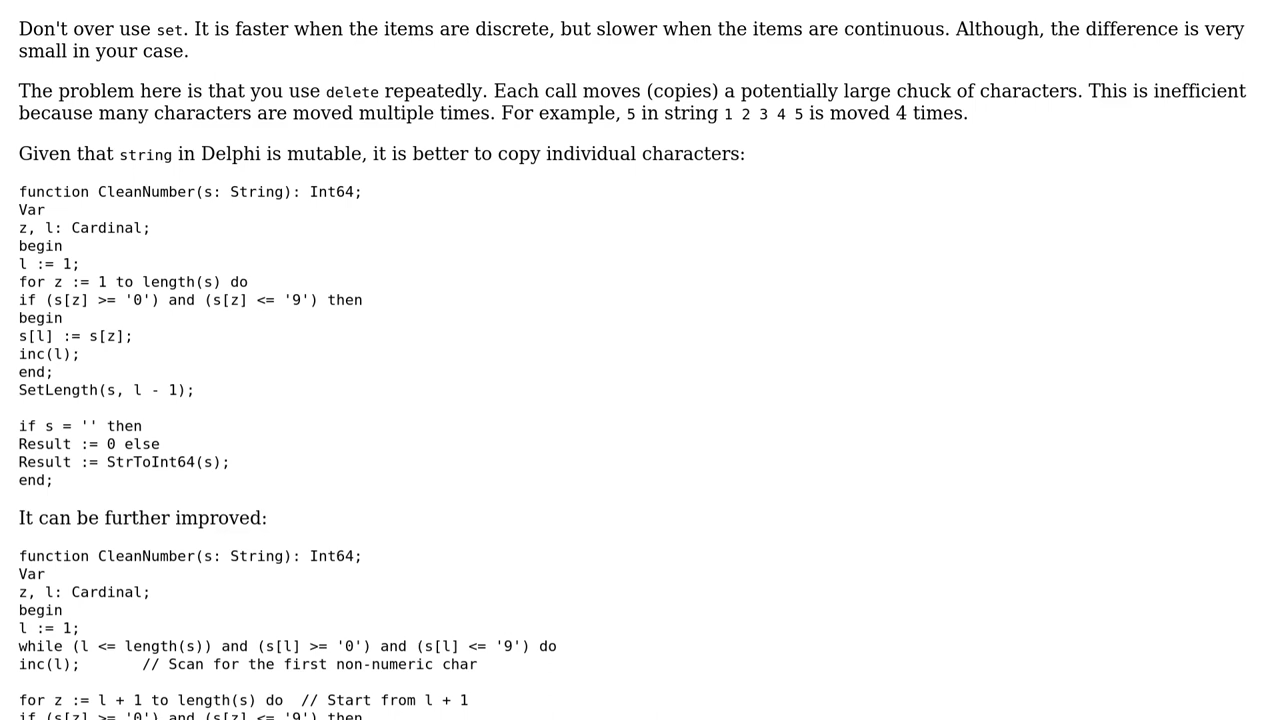 Don't over use set. It is faster when the items are discrete, but slower when the items are continuous. Although, the difference is very
small in your case.
The problem here is that you use delete repeatedly. Each call moves (copies) a potentially large chuck of characters. This is inefficient
because many characters are moved multiple times. For example, 5 in string 1 2 3 4 5 is moved 4 times.
Given that string in Delphi is mutable, it is better to copy individual characters:
function CleanNumber(s: String): Int64;
Var
z, l: Cardinal;
begin
l := 1;
for z := 1 to length(s) do
if (s[z] >= '0') and (s[z] <= '9') then
begin
s[l] := s[z];
inc(l);
end;
SetLength(s, l - 1);
if s = '' then
Result := 0 else
Result := StrToInt64(s);
end;
It can be further improved:
function CleanNumber(s: String): Int64;
Var
z, l: Cardinal;
begin
l := 1;
while (l <= length(s)) and (s[l] >= '0') and (s[l] <= '9') do
inc(l);       // Scan for the first non-numeric char
for z := l + 1 to length(s) do  // Start from l + 1
if (s[z] >= '0') and (s[z] <= '9') then